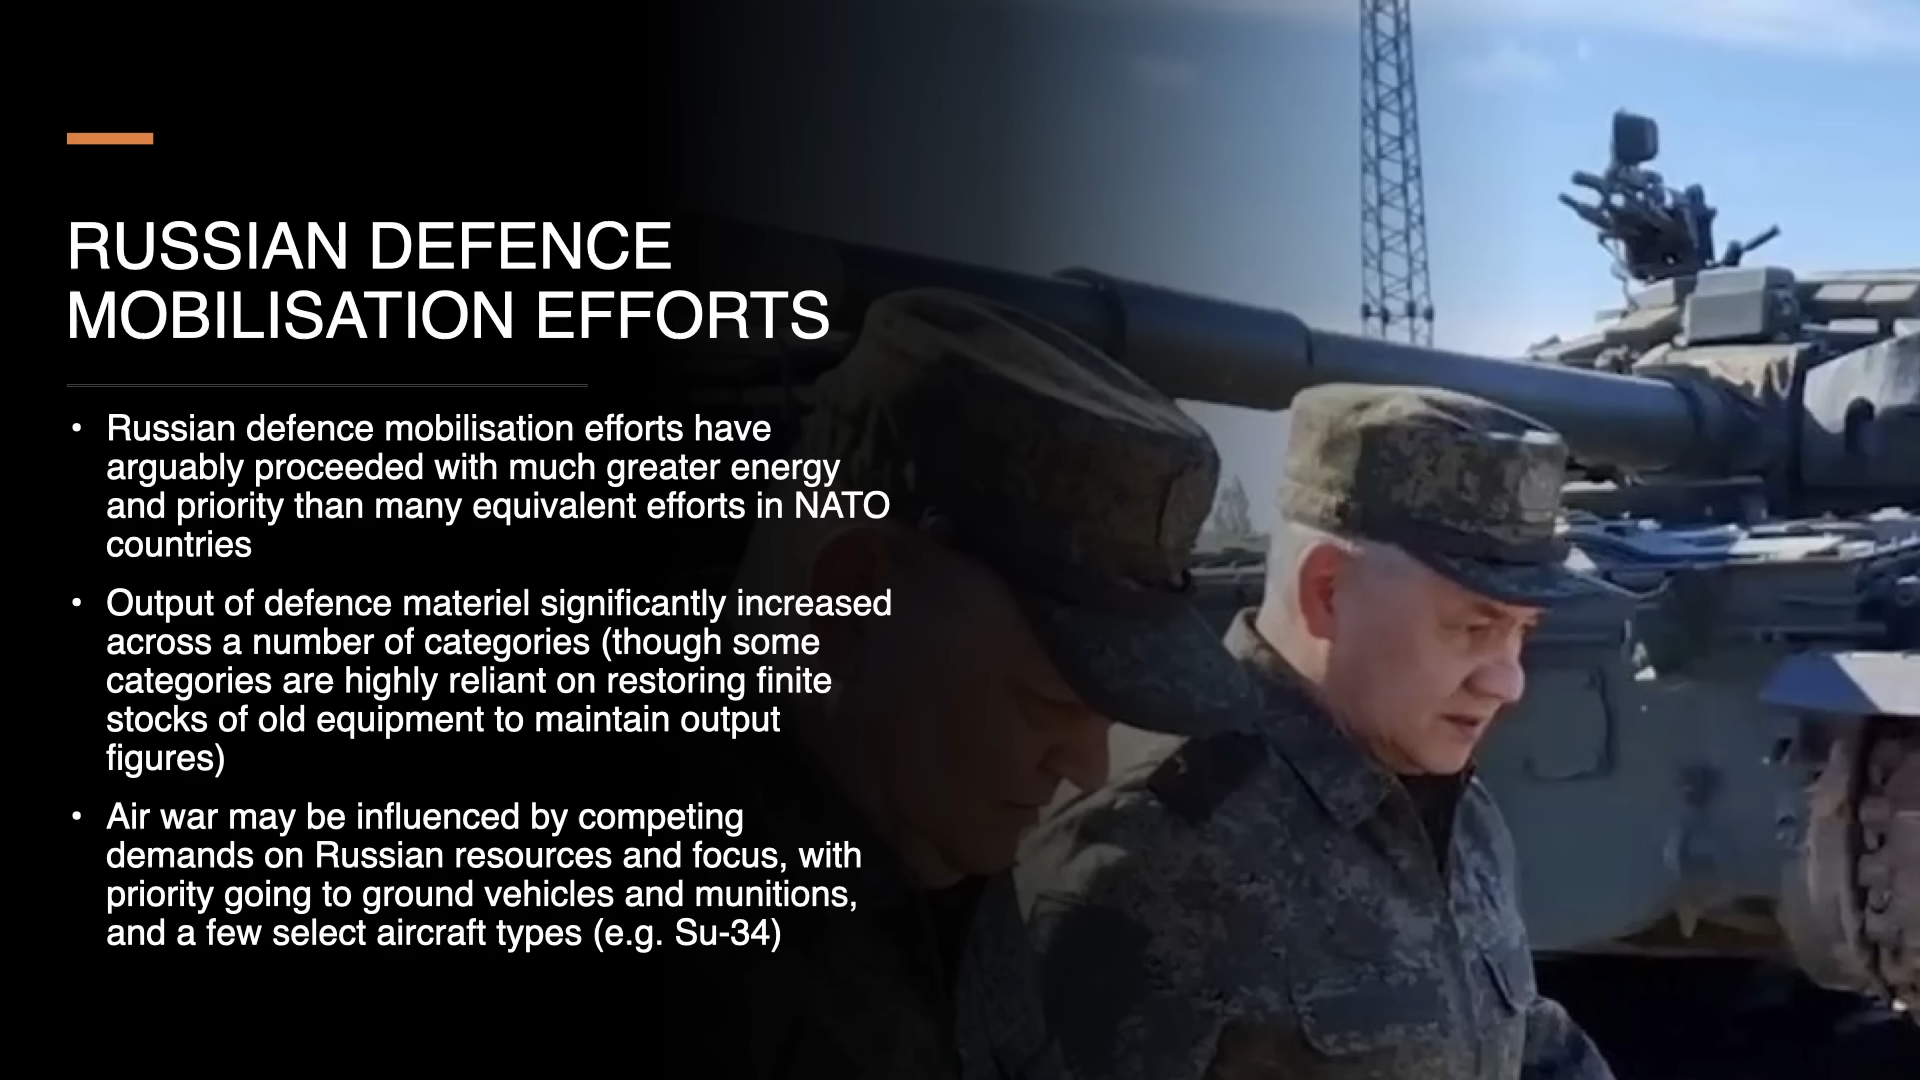 RUSSIAN DEFENCE
MOBILISATION EFFORTS
• Russian defence mobilisation efforts have
arguably proceeded with much greater energy
and priority than many equivalent efforts in NATO
countries
• Output of defence materiel significantly increased
across a number of categories (though some
categories are highly reliant on restoring finite
stocks of old equipment to maintain output
figures)
• Air war may be influenced by competing
demands on Russian resources and focus, with
priority going to ground vehicles and munitions,
and a few select aircraft types (e.g. Su-34)